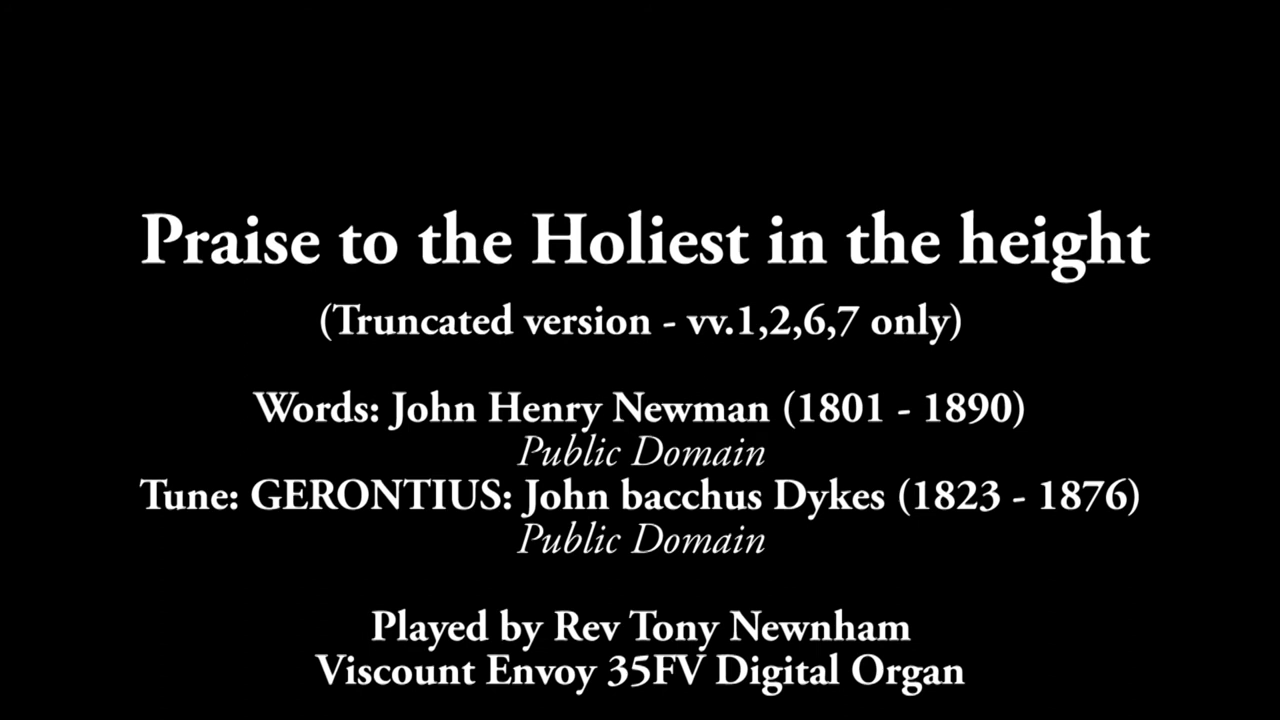 Praise to the Holiest in the height
(Truncated version - vv.1,2,6,7 only)
Words: John Henry Newman (1801 - 1890)
Public Domain
Tune: GERONTIUS: John bacchus Dykes (1823 - 1876)
Public Domain
Played by Rev Tony Newnham
Viscount Envoy 35FV Digital Organ